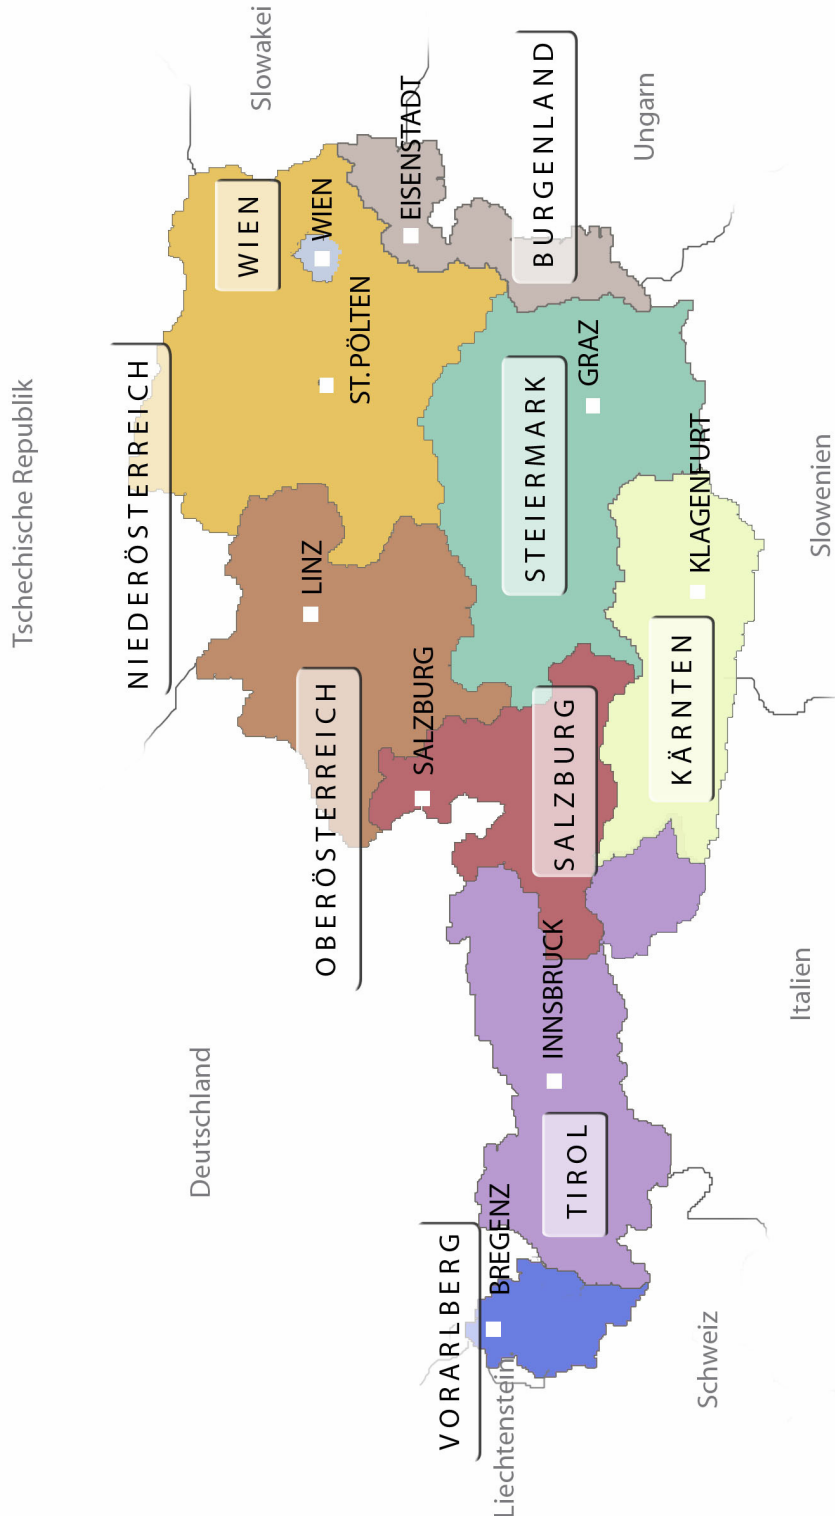 Tschechische Republik
Slowakei
NIEDERÖSTERREICH
WIEN
WIEN
Deutschland
OBERÖSTERREICH
LINZ
ST. PÖLTEN
EISENSTADT
SALZBURG
VORARLBERG
BREGENZ
Liechtenstein
INNSBRUCK
TIROL
SALZBURG
STEIERMARK
GRAZ
BURGENLAND
Ungarn
KÄRNTEN
KLAGENFURT
Schweiz
Italien
Slowenien